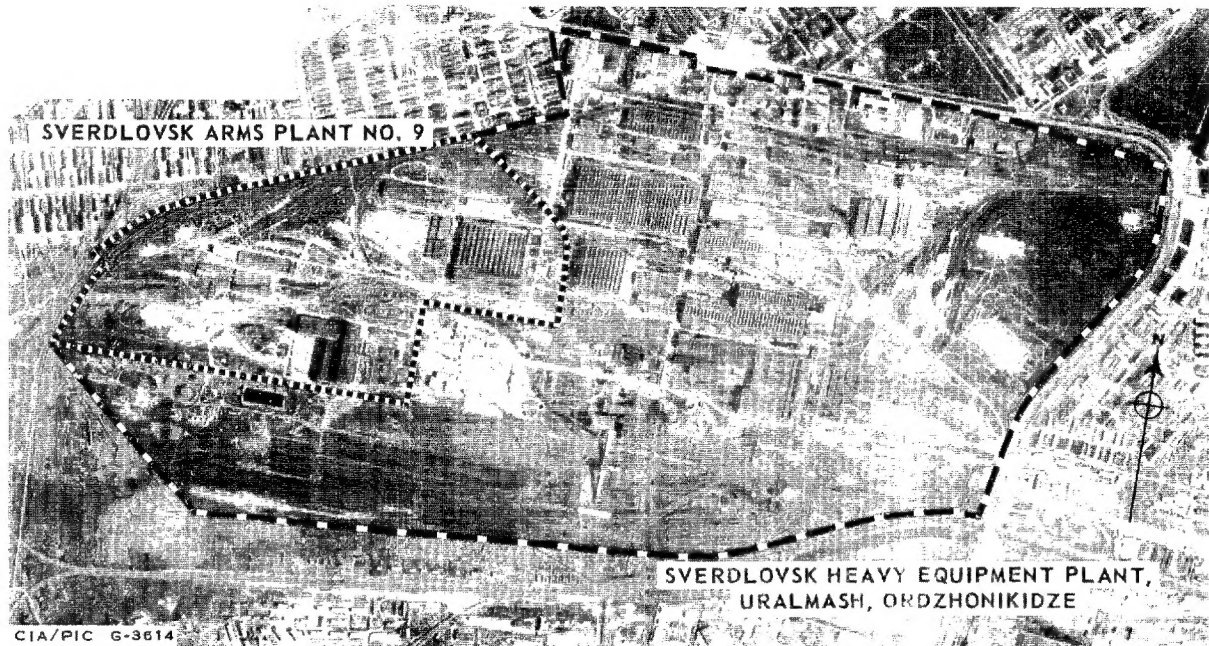 SVERDLOVSK ARMS PLANT NO. 9
N
SVERDLOVSK HEAVY EQUIPMENT PLANT,
URALMASH, ORDZHONIKIDZE
CIA/PIC G-3614